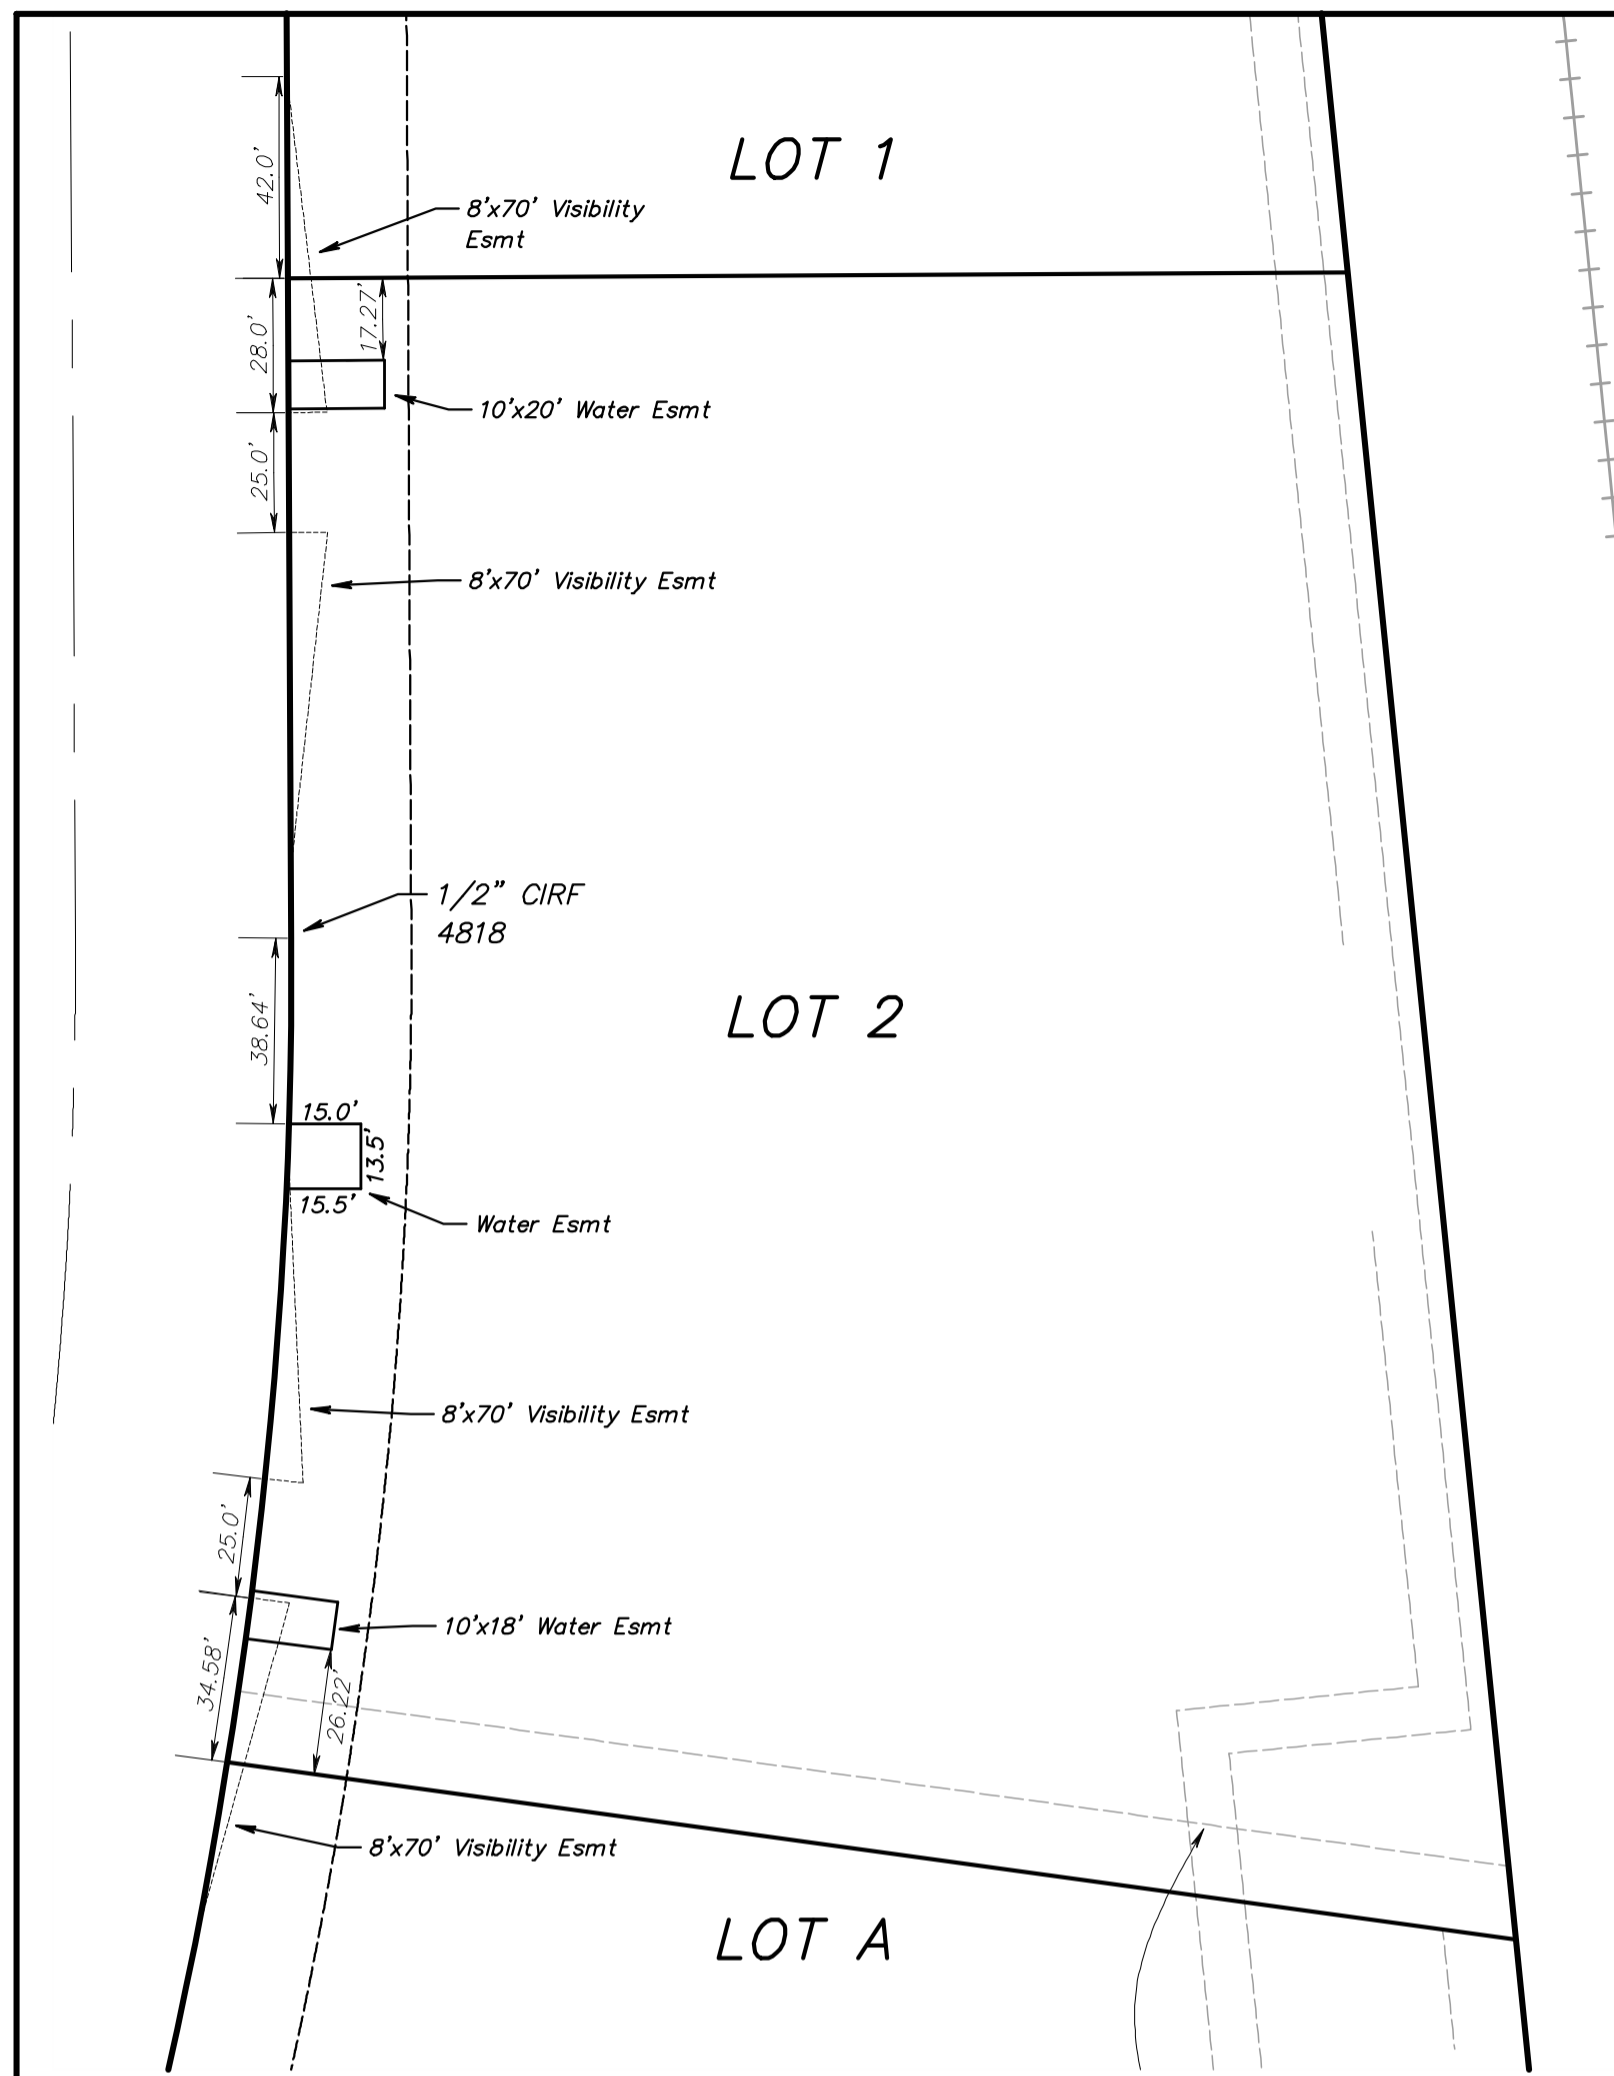 LOT 1
42.0'
8'x70' Visibility
Esmt
17.27'
28.0'
10'x20' Water Esmt
25.0'
8'x70' Visibility Esmt
1/2" CIRF
4818
LOT 2
38.64'
15.0'
13.5'
15.5'
Water Esmt
8'x70' Visibility Esmt
25.0'
10'x18' Water Esmt
34.58'
26.22'
8'x70' Visibility Esmt
LOT A